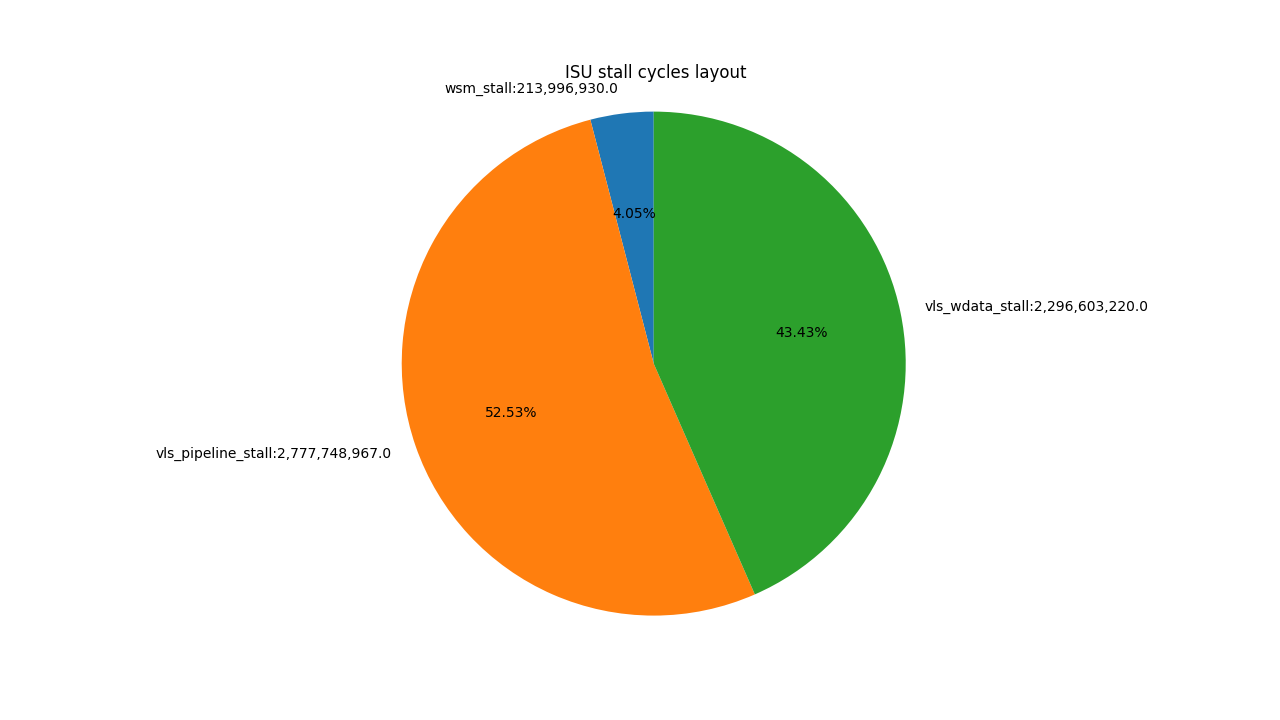 ISU stall cycles layout
wsm_stall:213,996,930.0
4.05%
vls_wdata_stall:2,296,603,220.0
43.43%
52.53%
vls_pipeline_stall:2,777,748,967.0